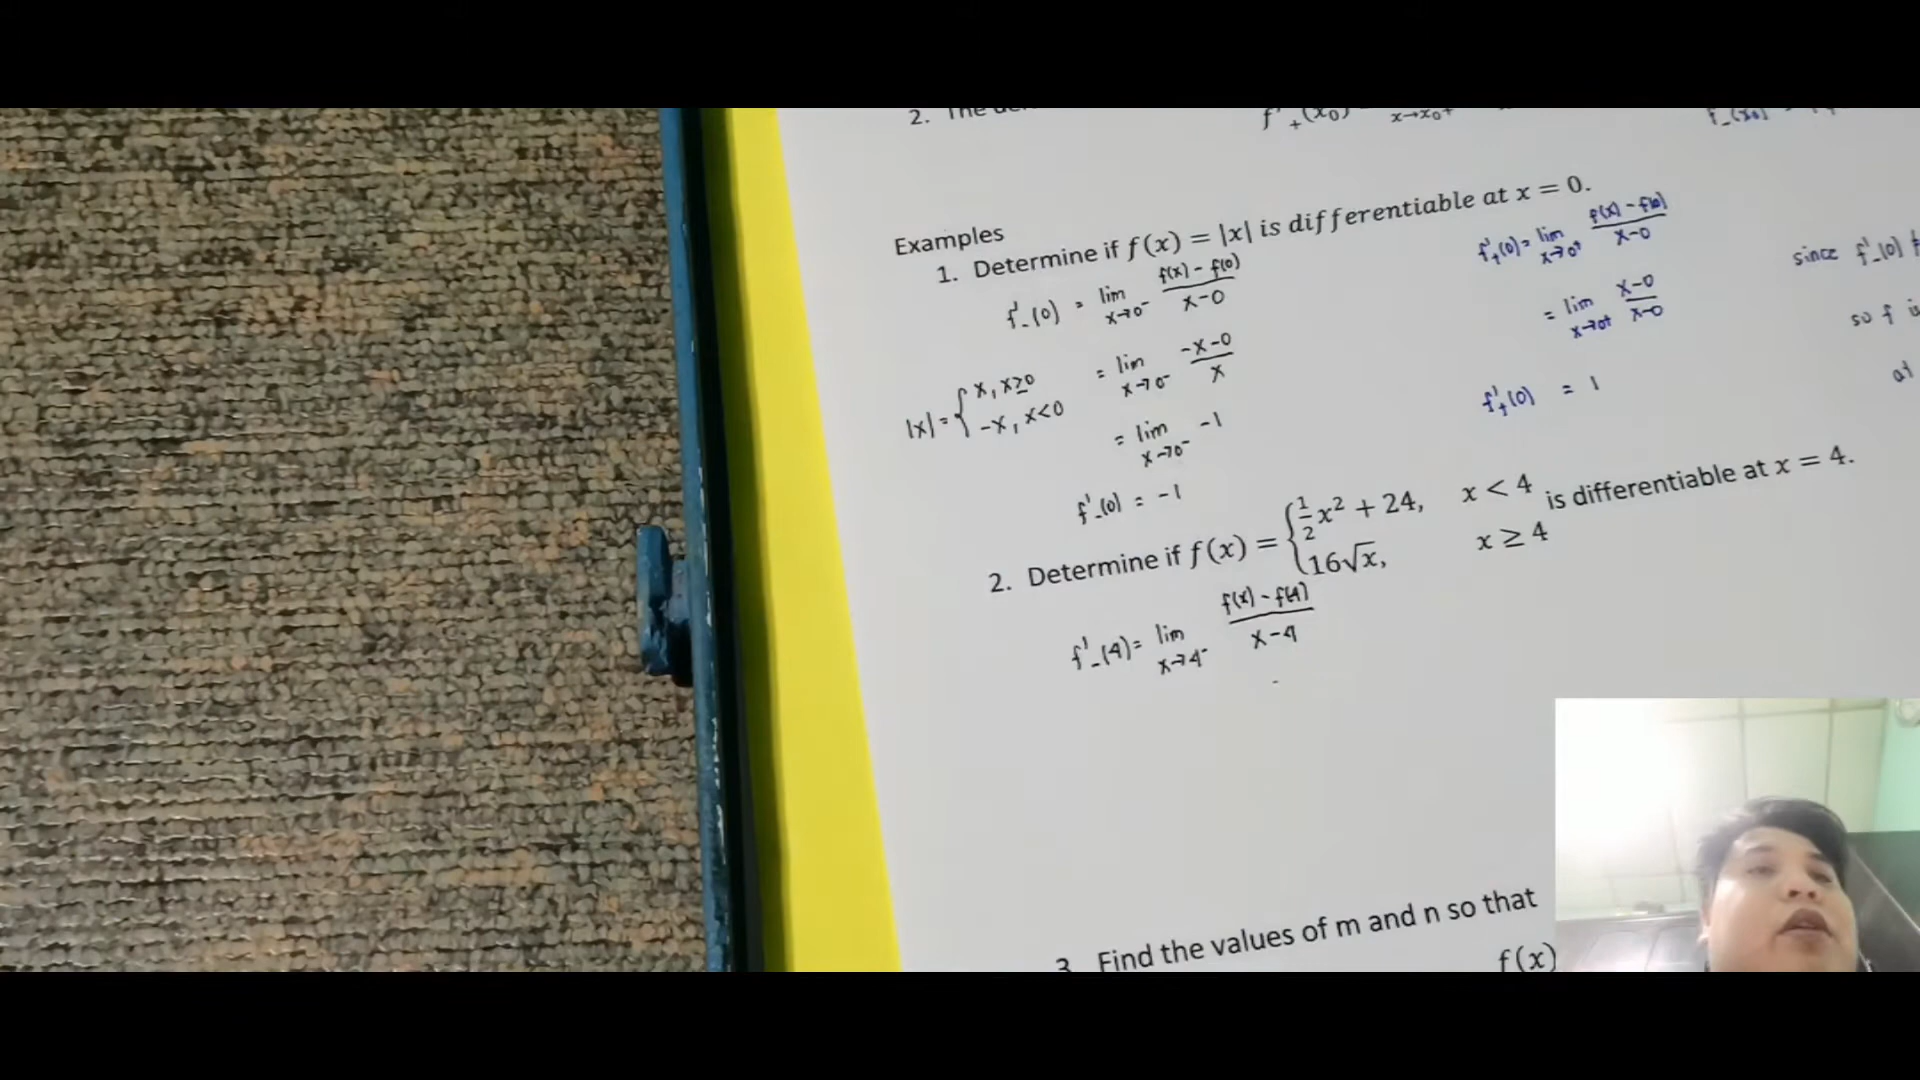 2. The
f'₊(x₀)
x→x₀⁺
f'₋(x₀)
Examples
1. Determine if f(x) = |x| is differentiable at x = 0.
f'₋(0) = lim x→0⁻ (f(x) - f(0))/(x-0)
|x| = { x, x≥0
-x, x<0
= lim x→0⁻ (-x-0)/x
= lim x→0⁻ -1
f'₋(0) = -1
f'₊(0) = lim x→0⁺ (f(x) - f(0))/(x-0)
= lim x→0⁺ (x-0)/(x-0)
f'₊(0) = 1
since f'₋(0) ≠
so f is
at
2. Determine if f(x) = { 1/2 x² + 24, x < 4
16√x, x ≥ 4 is differentiable at x = 4.
f'₋(4) = lim x→4⁻ (f(x) - f(4))/(x-4)
3. Find the values of m and n so that
f(x)